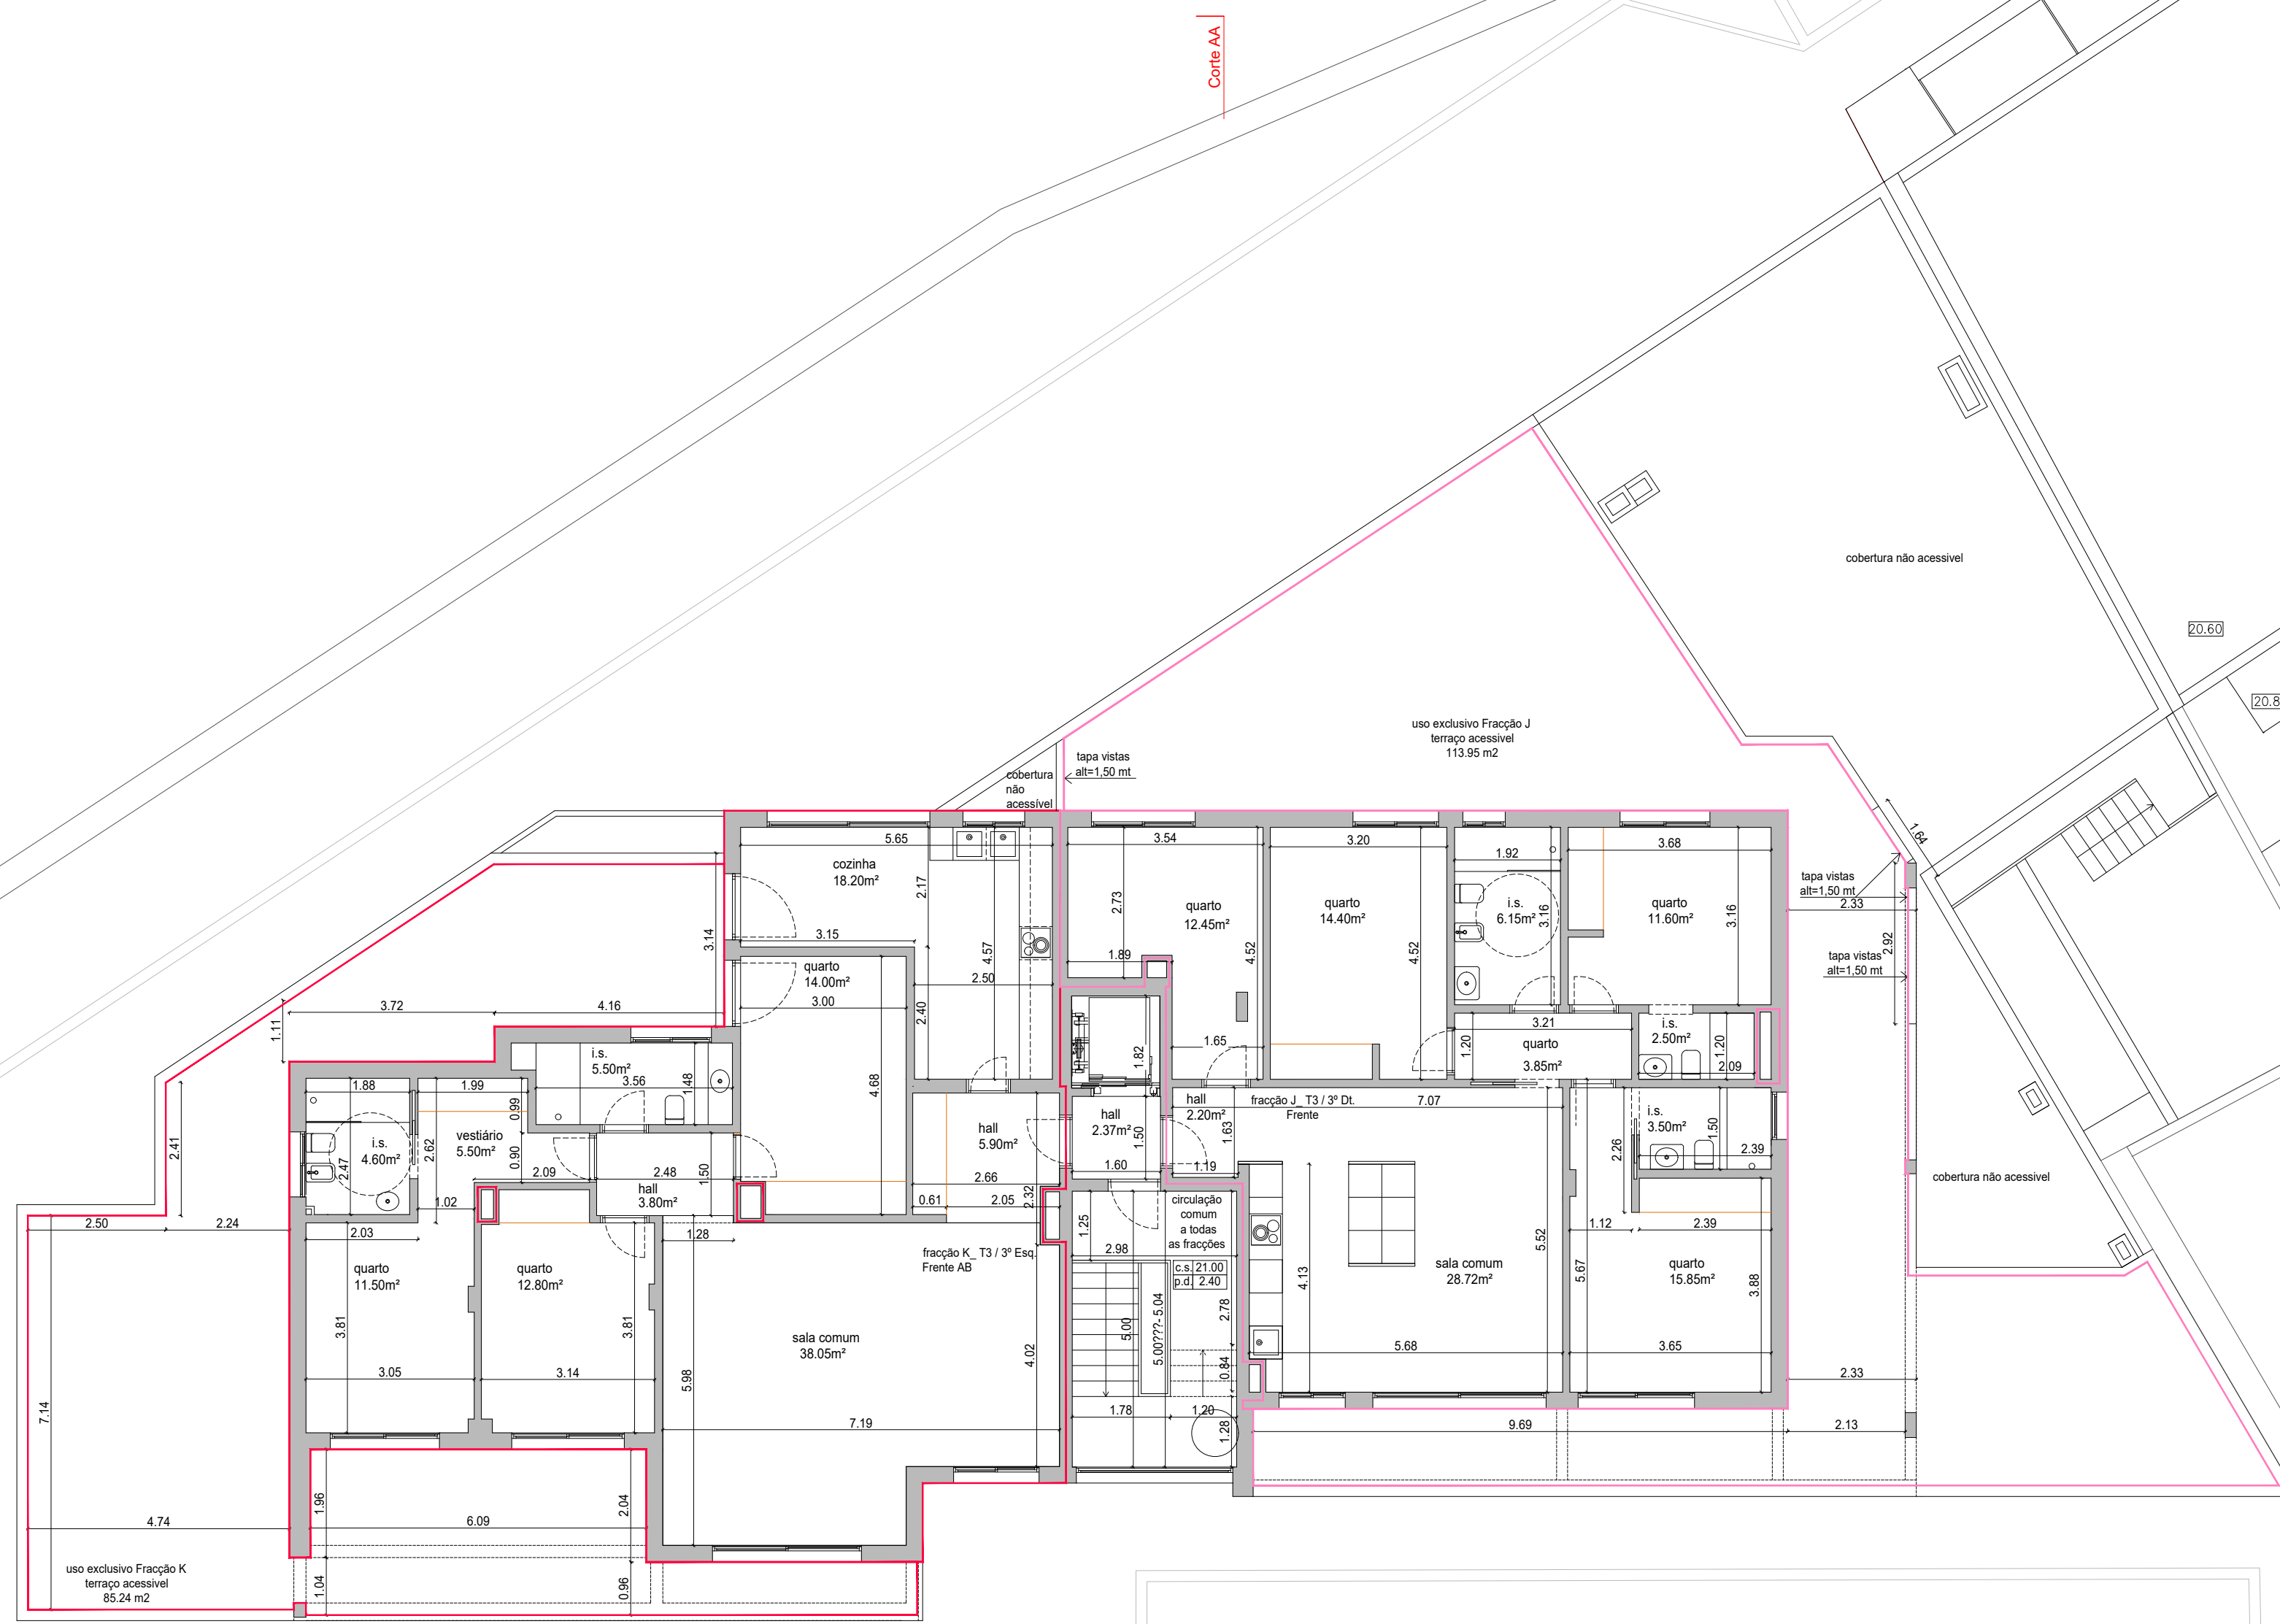 Corte AA
cobertura não acessivel
20.60
20.8
uso exclusivo Fracção J
terraço acessivel
113.95 m2
tapa vistas
alt=1,50 mt
cobertura
não
acessível
1.64
5.65
cozinha
18.20m²
2.17
3.15
4.57
2.50
2.40
3.14
3.54
2.73
quarto
12.45m²
1.89
4.52
1.65
3.20
quarto
14.40m²
4.52
1.92
i.s.
6.15m²
3.16
3.68
quarto
11.60m²
3.16
tapa vistas
alt=1,50 mt
2.33
2.92
tapa vistas
alt=1,50 mt
quarto
14.00m²
3.00
4.68
3.72
4.16
1.11
1.82
3.21
1.20
quarto
3.85m²
i.s.
2.50m²
1.20
2.09
i.s.
5.50m²
3.56
1.48
1.88
1.99
0.99
2.41
i.s.
4.60m²
2.47
2.62
vestiário
5.50m²
0.90
2.09
2.48
1.50
hall
3.80m²
1.02
hall
5.90m²
2.66
0.61
2.05
2.32
hall
2.37m²
1.50
1.60
hall
2.20m²
1.63
1.19
fracção J_ T3 / 3º Dt.
Frente
7.07
i.s.
3.50m²
1.50
2.39
2.26
cobertura não acessivel
2.50
2.24
2.03
1.28
1.25
2.98
circulação
comum
a todas
as fracções
c.s. 21.00
p.d. 2.40
1.12
2.39
quarto
11.50m²
3.81
3.05
quarto
12.80m²
3.81
3.14
fracção K_ T3 / 3º Esq.
Frente AB
sala comum
38.05m²
4.02
5.98
7.19
5.00
5.00???- 5.04
2.78
0.84
1.78
1.20
1.28
4.13
sala comum
28.72m²
5.52
5.68
5.67
quarto
15.85m²
3.88
3.65
2.33
9.69
2.13
7.14
4.74
1.96
6.09
2.04
1.04
0.96
uso exclusivo Fracção K
terraço acessivel
85.24 m2